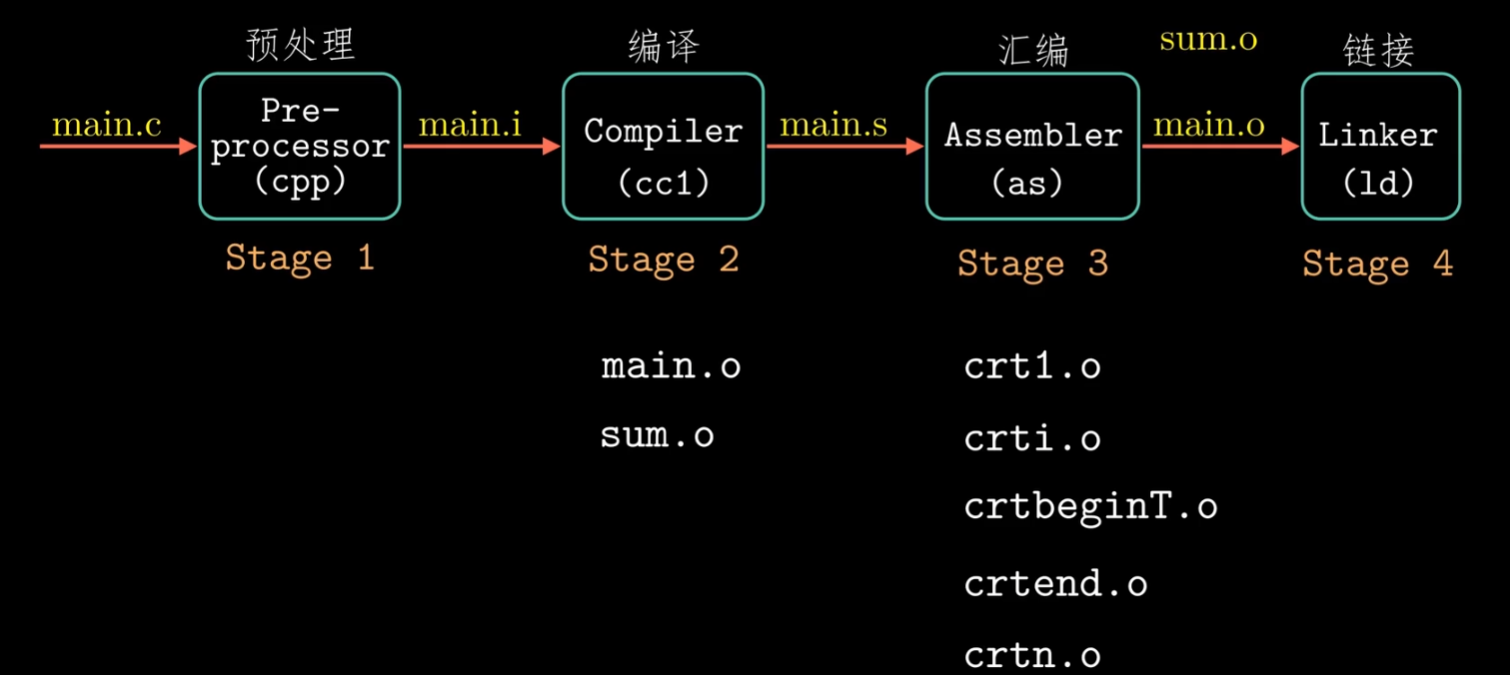 预处理
编译
汇编
sum.o
链接
main.c
Pre-
processor
(cpp)
main.i
Compiler
(cc1)
main.s
Assembler
(as)
main.o
Linker
(ld)
Stage 1
Stage 2
Stage 3
Stage 4
main.o
sum.o
crt1.o
crti.o
crtbeginT.o
crtend.o
crtn.o